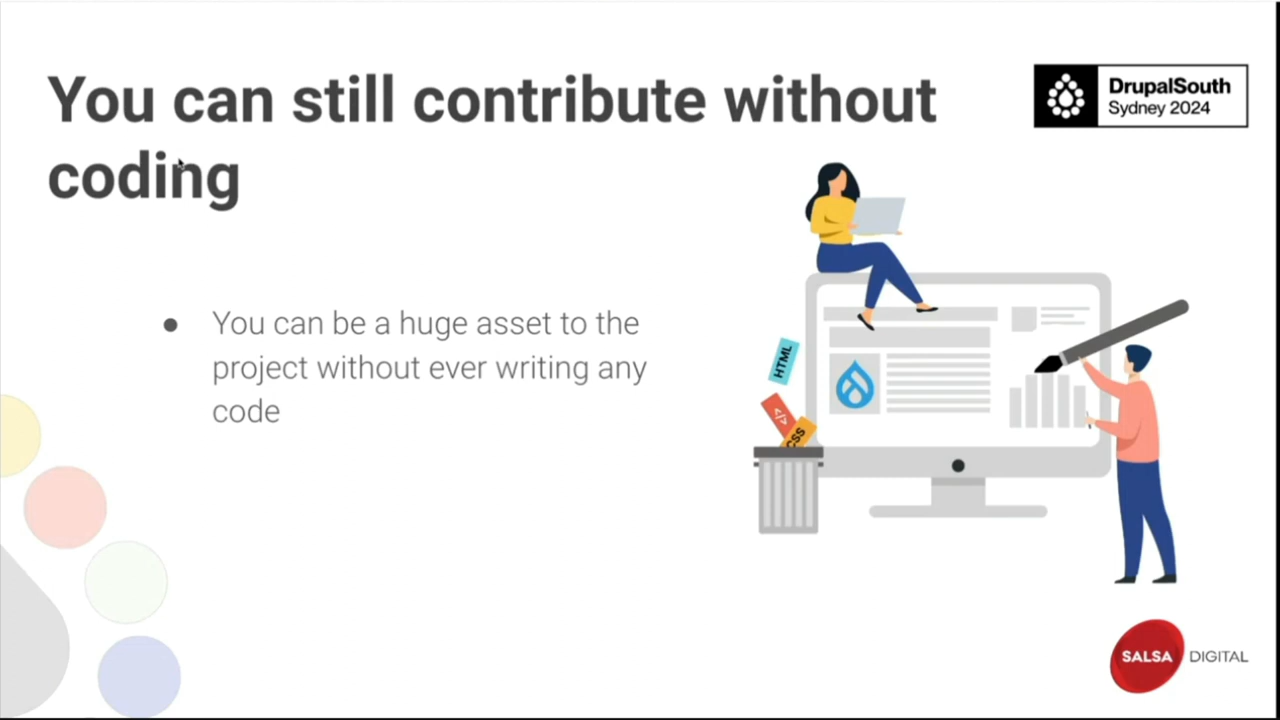 You can still contribute without
coding
DrupalSouth
Sydney 2024
● You can be a huge asset to the
project without ever writing any
code
HTML
</>
CSS
SALSA DIGITAL